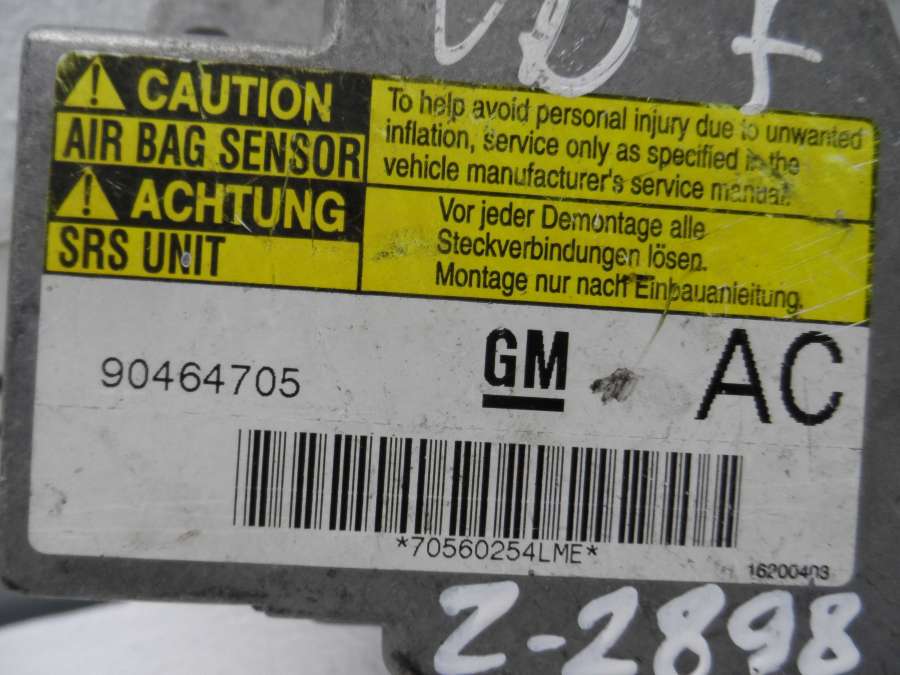 CAUTION
AIR BAG SENSOR
To help avoid personal injury due to unwanted
inflation, service only as specified in the
vehicle manufacturer's service manual.
ACHTUNG
SRS UNIT
Vor jeder Demontage alle
Steckverbindungen lösen.
Montage nur nach Einbauanleitung.
90464705
GM
AC
*70560254LME*
16200403
Z-2898